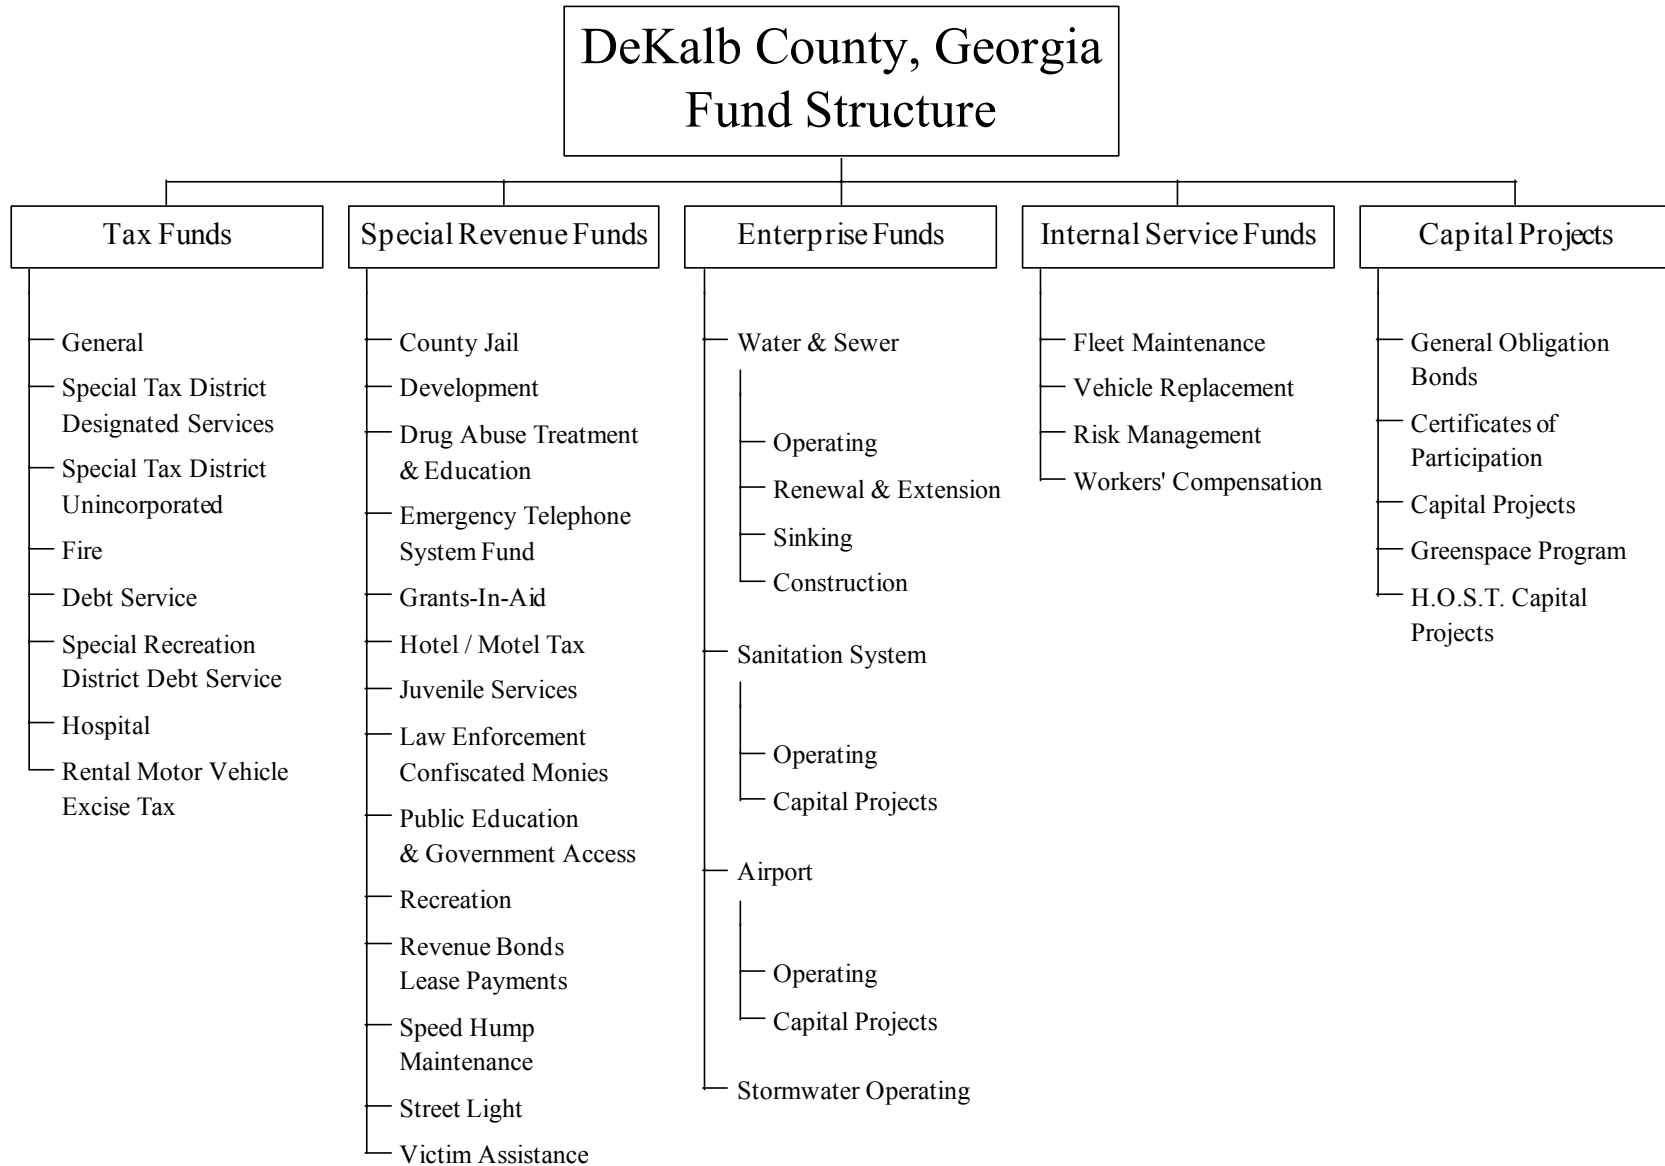 DeKalb County, Georgia
Fund Structure
Tax Funds
General
Special Tax District
Designated Services
Special Tax District
Unincorporated
Fire
Debt Service
Special Recreation
District Debt Service
Hospital
Rental Motor Vehicle
Excise Tax
Special Revenue Funds
County Jail
Development
Drug Abuse Treatment
& Education
Emergency Telephone
System Fund
Grants-In-Aid
Hotel / Motel Tax
Juvenile Services
Law Enforcement
Confiscated Monies
Public Education
& Government Access
Recreation
Revenue Bonds
Lease Payments
Speed Hump
Maintenance
Street Light
Victim Assistance
Enterprise Funds
Water & Sewer
Operating
Renewal & Extension
Sinking
Construction
Sanitation System
Operating
Capital Projects
Airport
Operating
Capital Projects
Stormwater Operating
Internal Service Funds
Fleet Maintenance
Vehicle Replacement
Risk Management
Workers' Compensation
Capital Projects
General Obligation
Bonds
Certificates of
Participation
Capital Projects
Greenspace Program
H.O.S.T. Capital
Projects